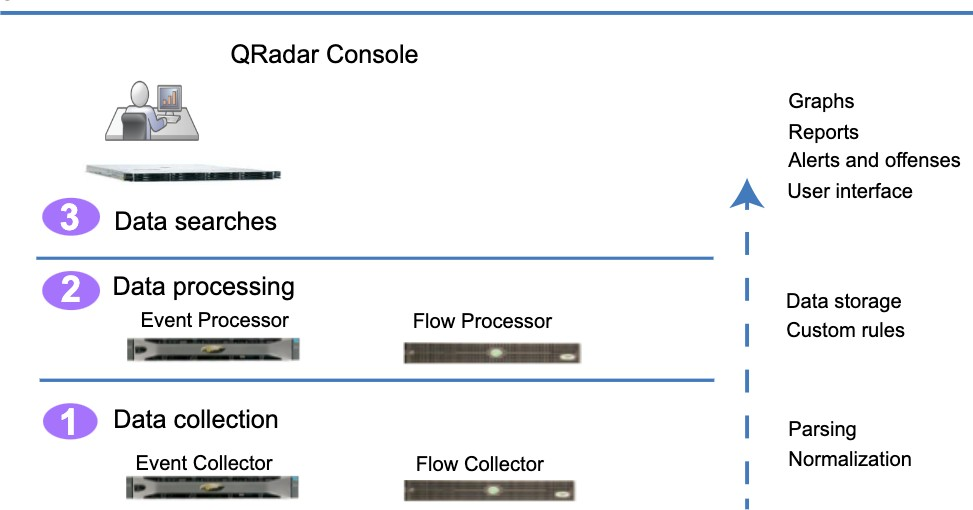 QRadar Console
Graphs
Reports
Alerts and offenses
User interface
3 Data searches
2 Data processing
Event Processor
Flow Processor
Data storage
Custom rules
1 Data collection
Event Collector
Flow Collector
Parsing
Normalization